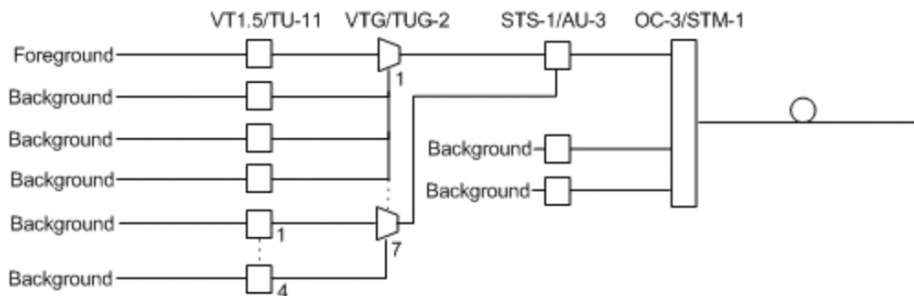 VT1.5/TU-11 VTG/TUG-2 STS-1/AU-3 OC-3/STM-1
Foreground
1
Background
Background
Background
Background
Background
Background
1
7
Background
4